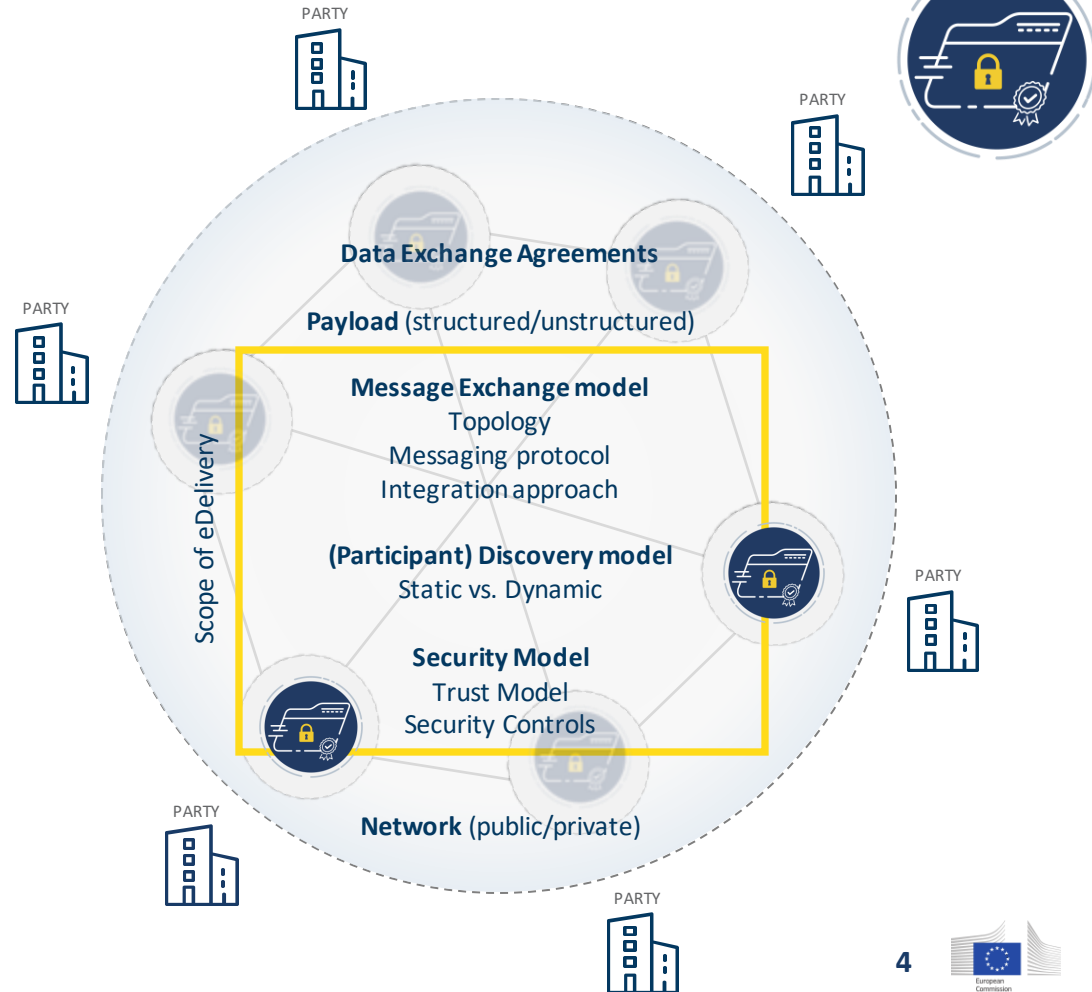 PARTY
PARTY
Data Exchange Agreements
PARTY
Payload (structured/unstructured)
Message Exchange model
Topology
Messaging protocol
Integration approach
Scope of eDelivery
(Participant) Discovery model
Static vs. Dynamic
PARTY
Security Model
Trust Model
Security Controls
PARTY
Network (public/private)
PARTY
4
European
Commission